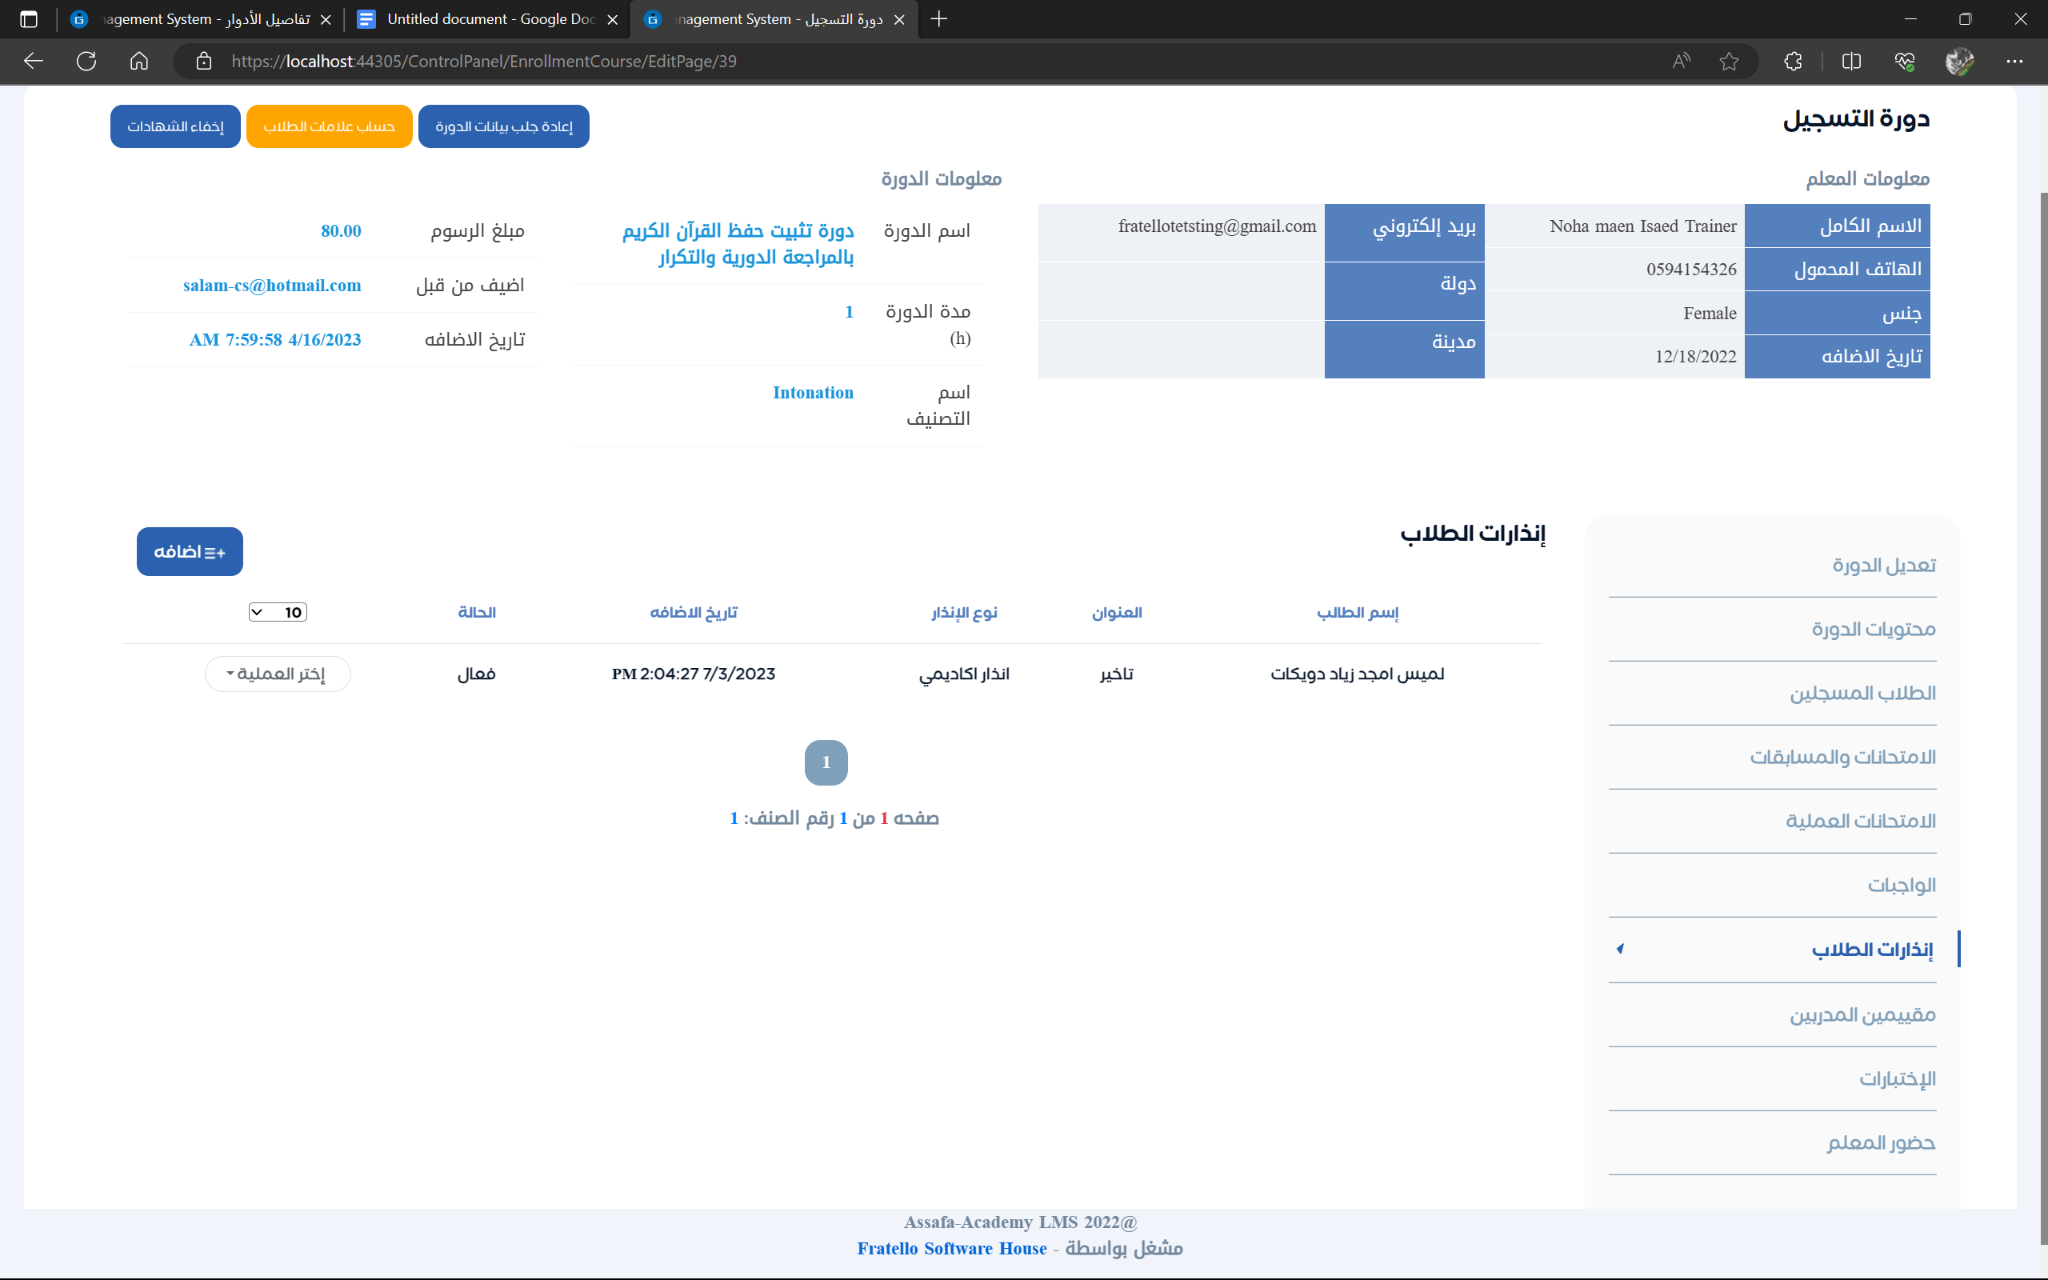 nagement System - تفاصيل الأدوار
Untitled document - Google Doc
nagement System - دورة التسجيل
https://localhost:44305/ControlPanel/EnrollmentCourse/EditPage/39
دورة التسجيل
إعادة جلب بيانات الدورة
حساب علامات الطلاب
إخفاء الشهادات
معلومات المعلم
الاسم الكامل Noha maen Isaed Trainer
الهاتف المحمول 0594154326
جنس Female
تاريخ الاضافه 12/18/2022
بريد إلكتروني fratellotetsting@gmail.com
دولة
مدينة
معلومات الدورة
اسم الدورة دورة تثبيت حفظ القرآن الكريم
بالمراجعة الدورية والتكرار
مدة الدورة 1
(h)
اسم Intonation
التصنيف
مبلغ الرسوم 80.00
اضيف من قبل salam-cs@hotmail.com
تاريخ الاضافه AM 7:59:58 4/16/2023
تعديل الدورة
محتويات الدورة
الطلاب المسجلين
الامتحانات والمسابقات
الامتحانات العملية
الواجبات
إنذارات الطلاب
مقييمين المدربين
الإختبارات
حضور المعلم
إنذارات الطلاب
اضافه
إسم الطالب العنوان نوع الإنذار تاريخ الاضافه الحالة 10
لميس امجد زياد دويكات تاخير انذار اكاديمي PM 2:04:27 7/3/2023 فعال إختر العملية
1
صفحه 1 من 1 رقم الصنف: 1
Assafa-Academy LMS 2022@
مشغل بواسطة - Fratello Software House